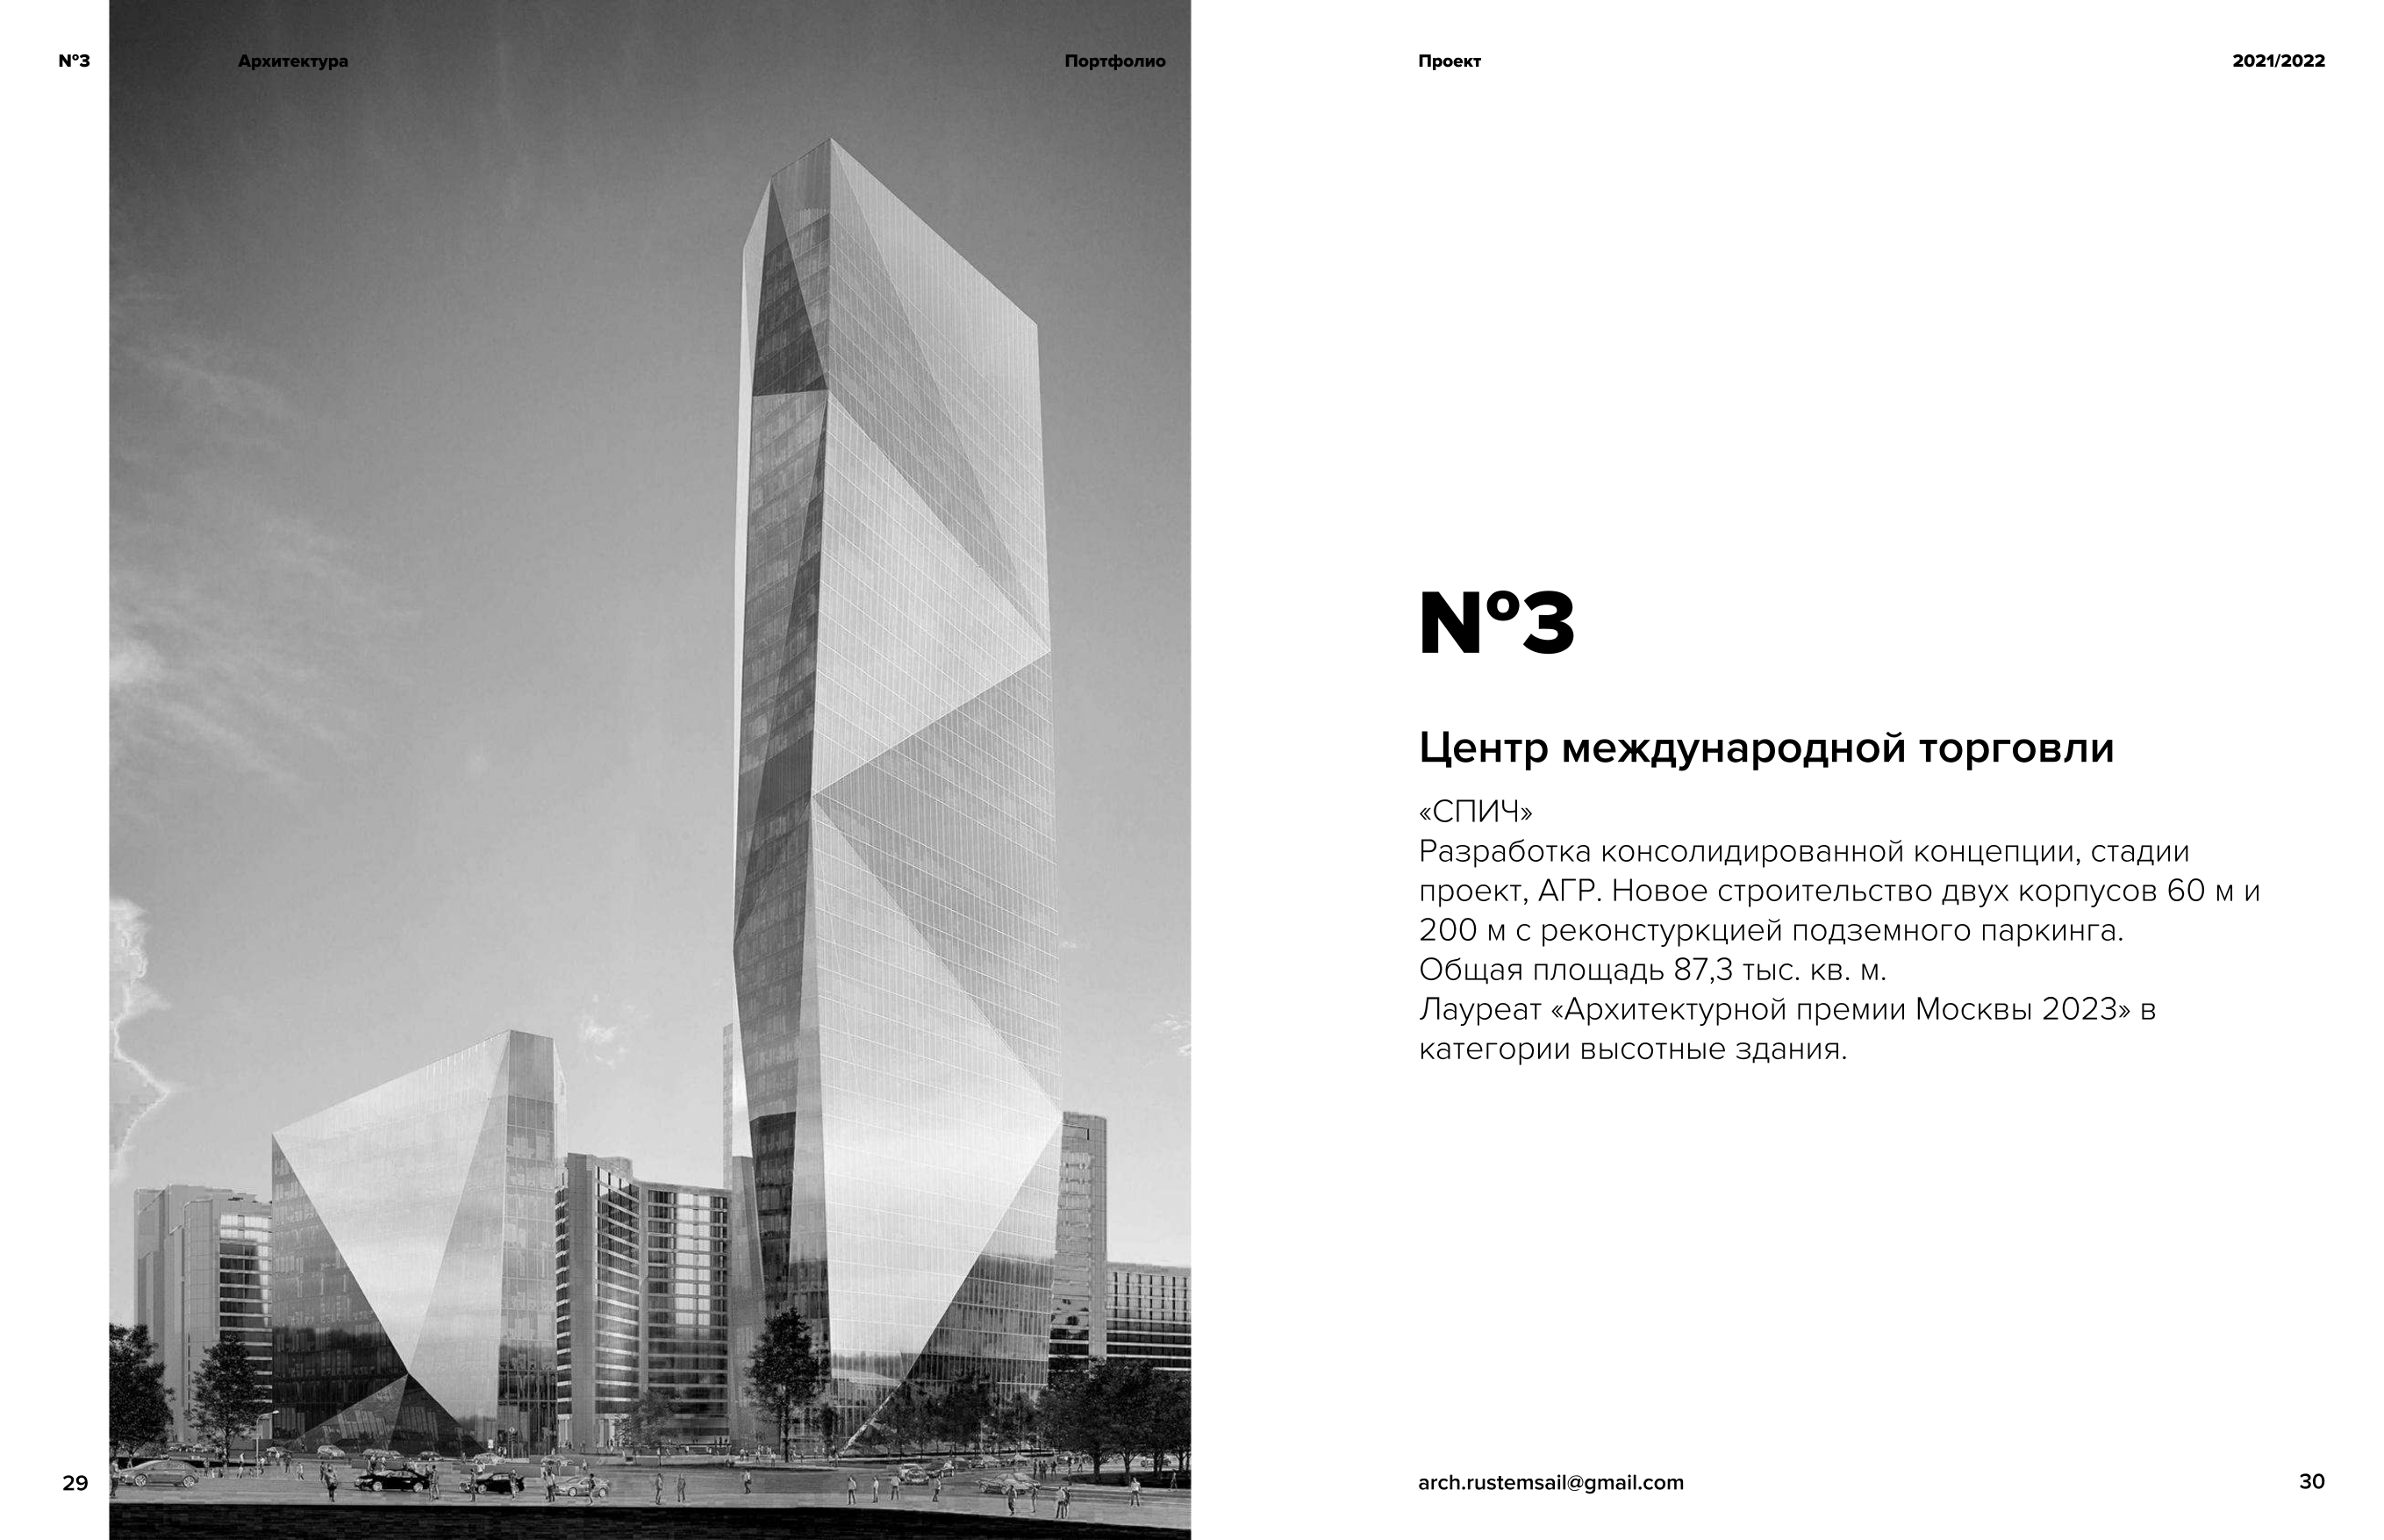 №3
Архитектура
Портфолио
Проект
2021/2022
№3
Центр международной торговли
«СПИЧ»
Разработка консолидированной концепции, стадии
проект, АГР. Новое строительство двух корпусов 60 м и
200 м с реконстуркцией подземного паркинга.
Общая площадь 87,3 тыс. кв. м.
Лауреат «Архитектурной премии Москвы 2023» в
категории высотные здания.
29
arch.rustemsail@gmail.com
30